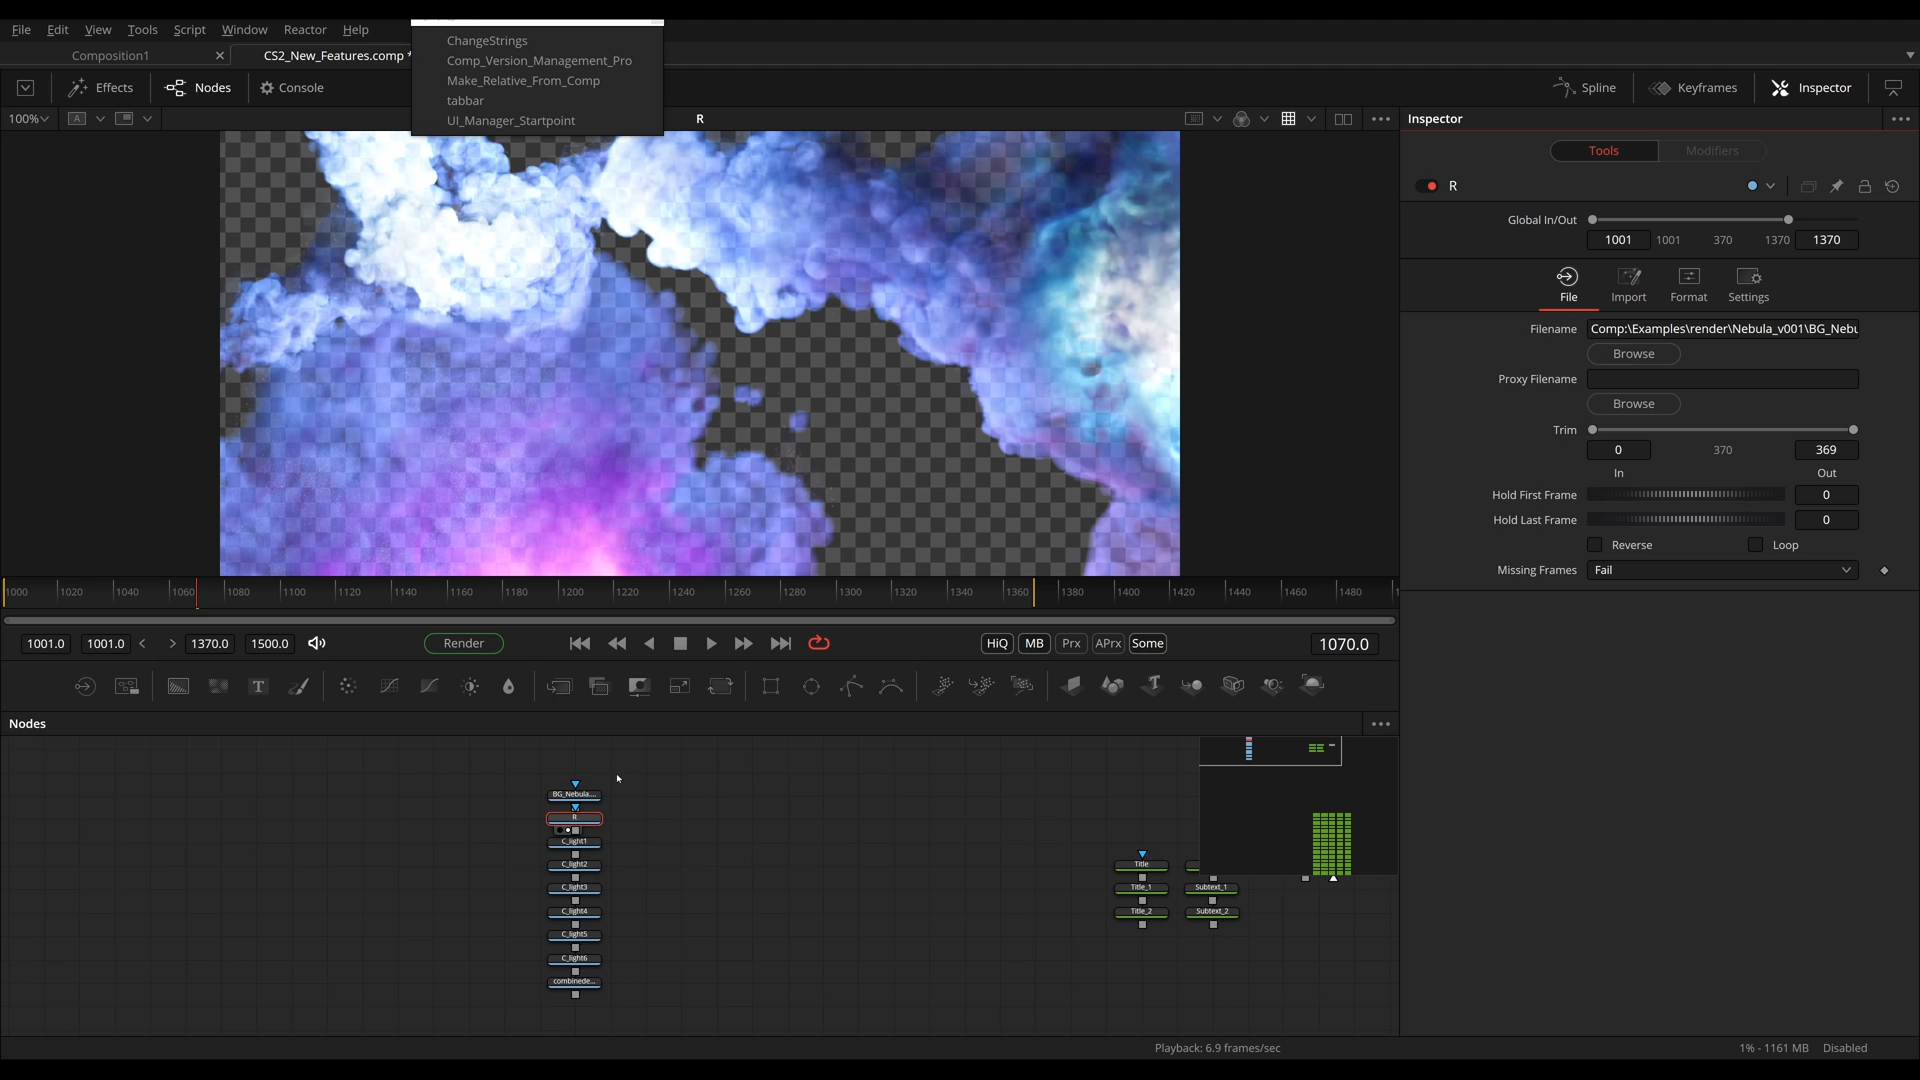 File Edit View Tools Script Window Reactor Help
Composition1
CS2_New_Features.comp *
ChangeStrings
Comp_Version_Management_Pro
Make_Relative_From_Comp
tabbar
UI_Manager_Startpoint
Effects Nodes Console
Spline Keyframes Inspector
100% A
R
Inspector
Tools Modifiers
R
Global In/Out
1001 1001 370 1370 1370
File Import Format Settings
Filename Comp:\Examples\render\Nebula_v001\BG_Nebu
Browse
Proxy Filename
Browse
Trim
0 370 369
In Out
Hold First Frame 0
Hold Last Frame 0
Reverse Loop
Missing Frames Fail
1000 1020 1040 1060 1080 1100 1120 1140 1160 1180 1200 1220 1240 1260 1280 1300 1320 1340 1360 1380 1400 1420 1440 1460 1480 1
1001.0 1001.0 < > 1370.0 1500.0
Render
HiQ MB Prx APrx Some
1070.0
T
Nodes
BG_Nebula....
R
C_light1
C_light2
C_light3
C_light4
C_light5
C_light6
combinede...
Title
Title_1 Subtext_1
Title_2 Subtext_2
Playback: 6.9 frames/sec
1% - 1161 MB Disabled